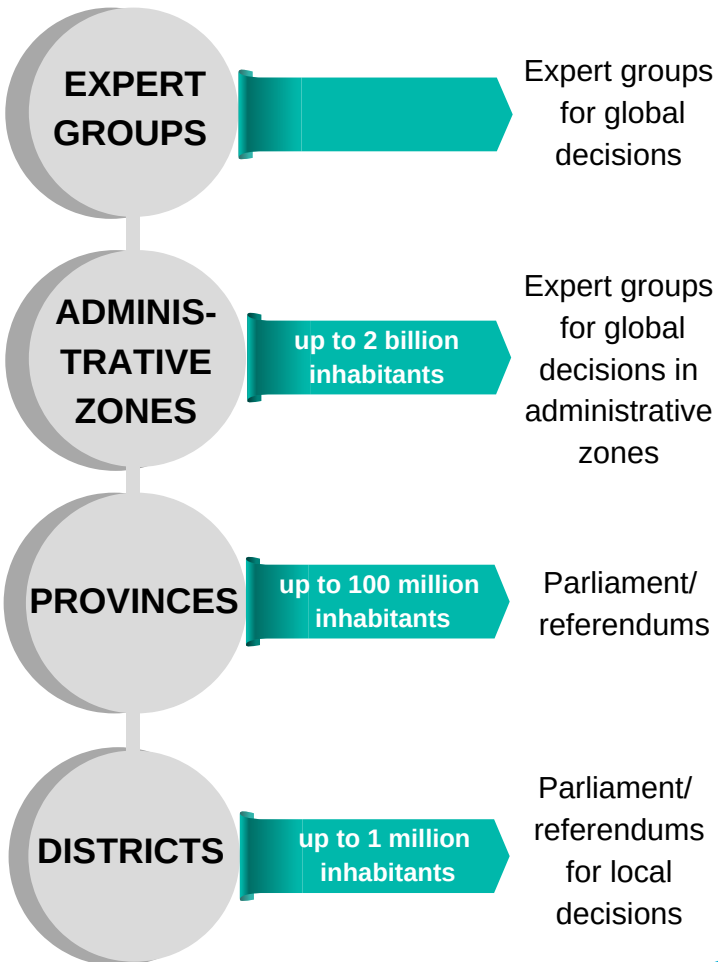 EXPERT
GROUPS
Expert groups
for global
decisions
ADMINIS-
TRATIVE
ZONES
up to 2 billion
inhabitants
Expert groups
for global
decisions in
administrative
zones
PROVINCES
up to 100 million
inhabitants
Parliament/
referendums
DISTRICTS
up to 1 million
inhabitants
Parliament/
referendums
for local
decisions